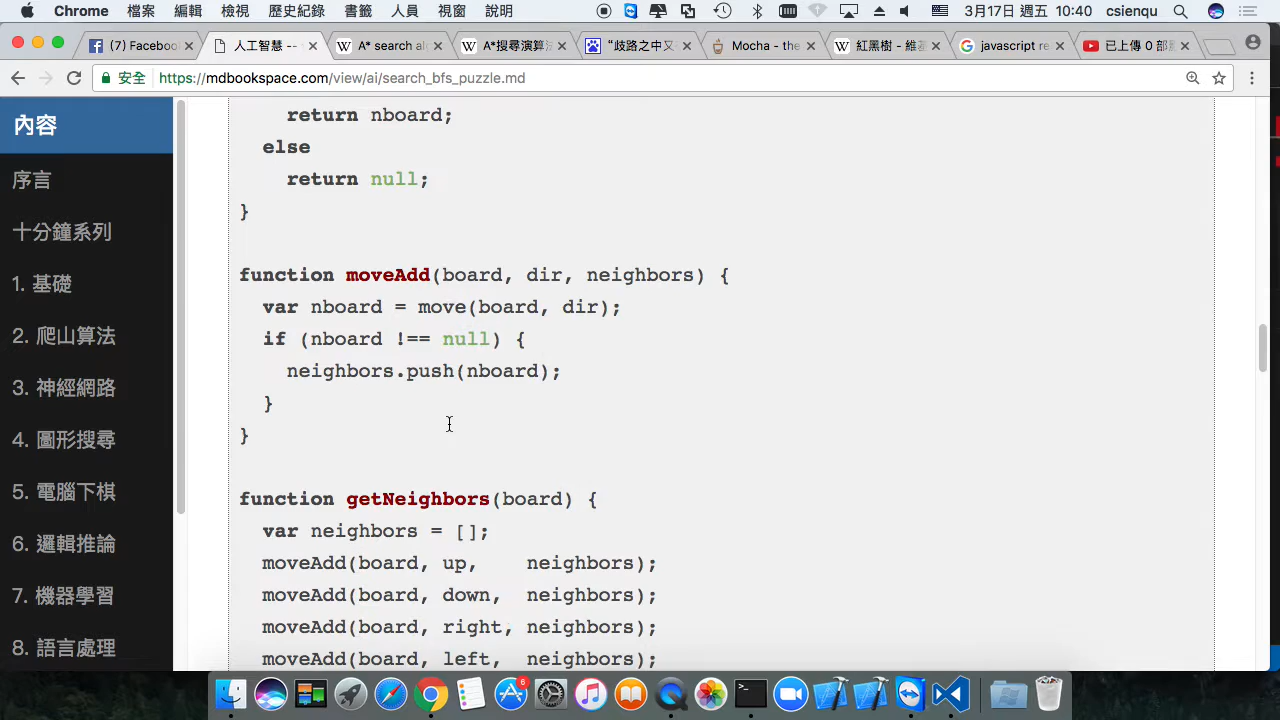 Chrome 檔案 編輯 檢視 歷史紀錄 書籤 人員 視窗 說明 3月17日 週五 10:40 csienqu
(7) Faceboo 人工智慧 -- A* search al A*搜尋演算 “歧路之中又 Mocha - the 紅黑樹 - 維基 javascript re 已上傳 0 部
安全 https://mdbookspace.com/view/ai/search_bfs_puzzle.md
內容
序言
十分鐘系列
1. 基礎
2. 爬山算法
3. 神經網路
4. 圖形搜尋
5. 電腦下棋
6. 邏輯推論
7. 機器學習
8. 語言處理
return nboard;
else
return null;
}
function moveAdd(board, dir, neighbors) {
var nboard = move(board, dir);
if (nboard !== null) {
neighbors.push(nboard);
}
}
function getNeighbors(board) {
var neighbors = [];
moveAdd(board, up, neighbors);
moveAdd(board, down, neighbors);
moveAdd(board, right, neighbors);
moveAdd(board, left, neighbors);
6